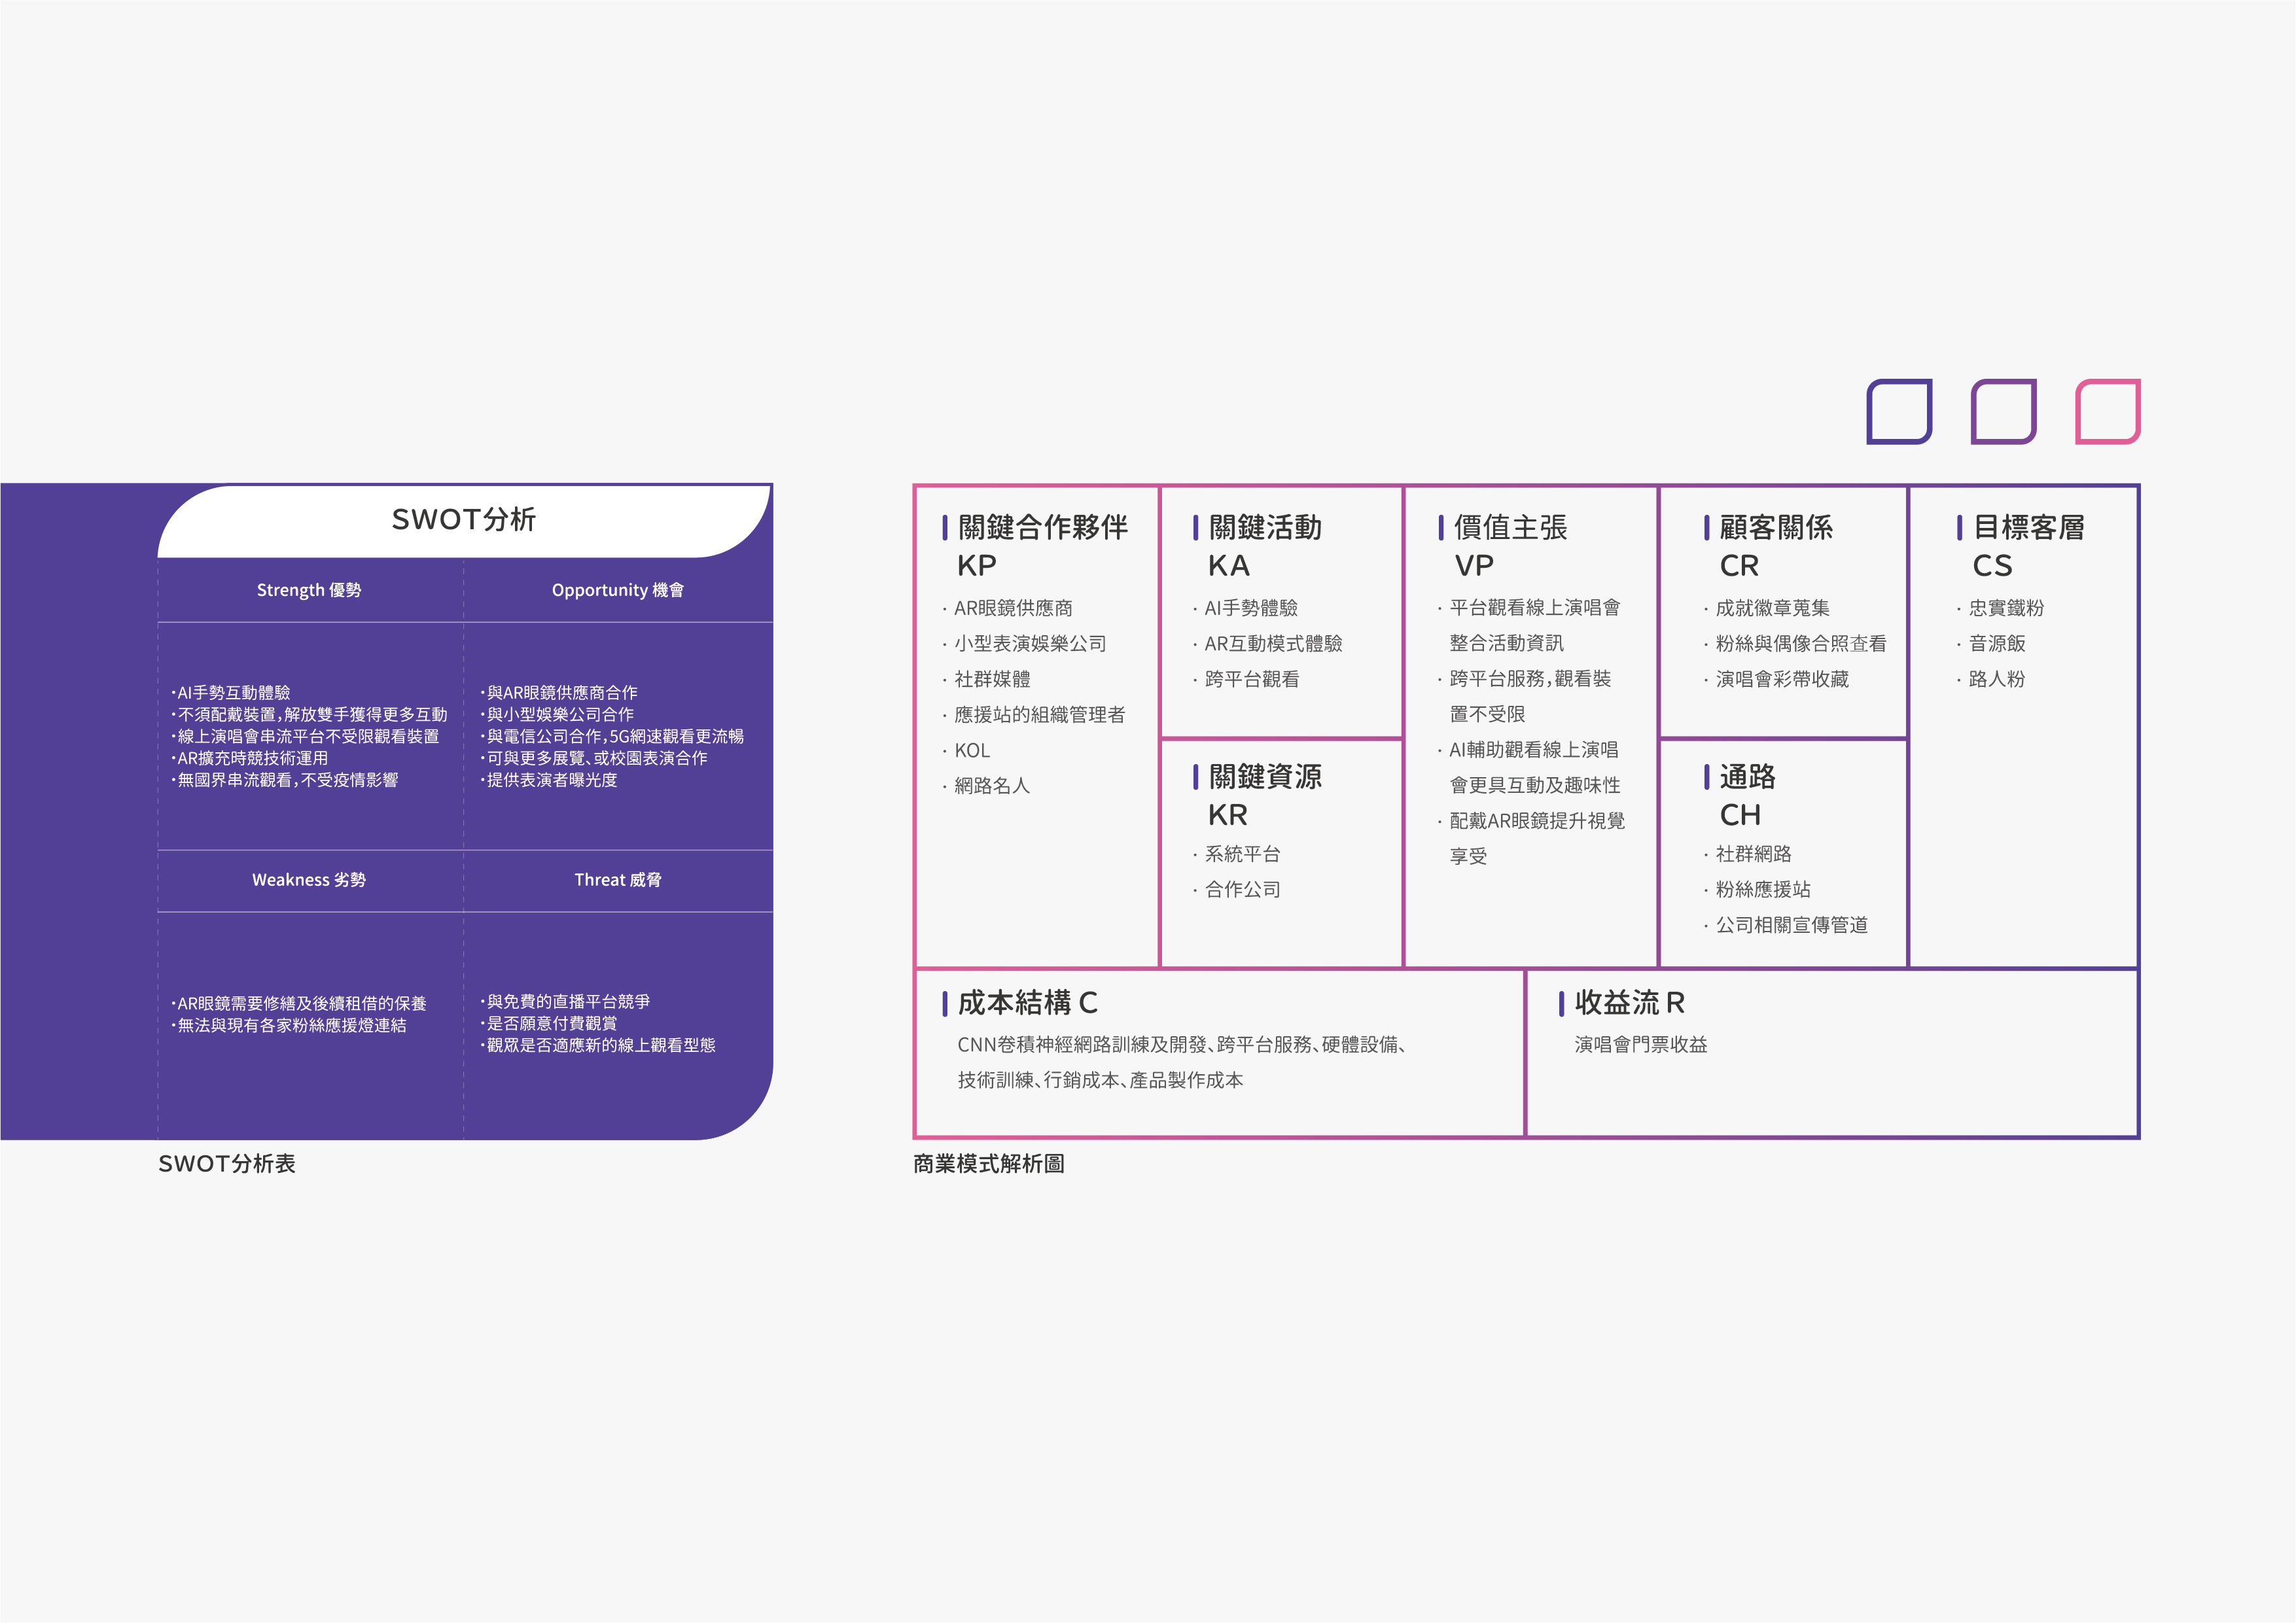 SWOT分析
Strength 優勢
Opportunity 機會
·AI手勢互動體驗
·不須配戴裝置，解放雙手獲得更多互動
·線上演唱會串流平台不受限觀看裝置
·AR擴充時競技術運用
·無國界串流觀看，不受疫情影響
·與AR眼鏡供應商合作
·與小型娛樂公司合作
·與電信公司合作，5G網速觀看更流暢
·可與更多展覽、或校園表演合作
·提供表演者曝光度
Weakness 劣勢
Threat 威脅
·AR眼鏡需要修繕及後續租借的保養
·無法與現有各家粉絲應援燈連結
·與免費的直播平台競爭
·是否願意付費觀賞
·觀眾是否適應新的線上觀看型態
SWOT分析表
關鍵合作夥伴
KP
· AR眼鏡供應商
· 小型表演娛樂公司
· 社群媒體
· 應援站的組織管理者
· KOL
· 網路名人
關鍵活動
KA
· AI手勢體驗
· AR互動模式體驗
· 跨平台觀看
關鍵資源
KR
· 系統平台
· 合作公司
價值主張
VP
· 平台觀看線上演唱會
整合活動資訊
· 跨平台服務，觀看裝
置不受限
· AI輔助觀看線上演唱
會更具互動及趣味性
· 配戴AR眼鏡提升視覺
享受
顧客關係
CR
· 成就徽章蒐集
· 粉絲與偶像合照查看
· 演唱會彩帶收藏
通路
CH
· 社群網路
· 粉絲應援站
· 公司相關宣傳管道
目標客層
CS
· 忠實鐵粉
· 音源飯
· 路人粉
成本結構 C
CNN卷積神經網路訓練及開發、跨平台服務、硬體設備、
技術訓練、行銷成本、產品製作成本
收益流 R
演唱會門票收益
商業模式解析圖